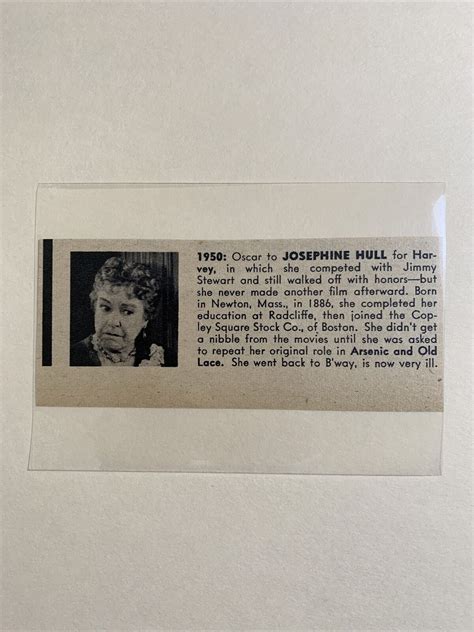 1950: Oscar to JOSEPHINE HULL for Har-
vey, in which she competed with Jimmy
Stewart and still walked off with honors—but
she never made another film afterward. Born
in Newton, Mass., in 1886, she completed her
education at Radcliffe, then joined the Cop-
ley Square Stock Co., of Boston. She didn't get
a nibble from the movies until she was asked
to repeat her original role in Arsenic and Old
Lace. She went back to B'way, is now very ill.